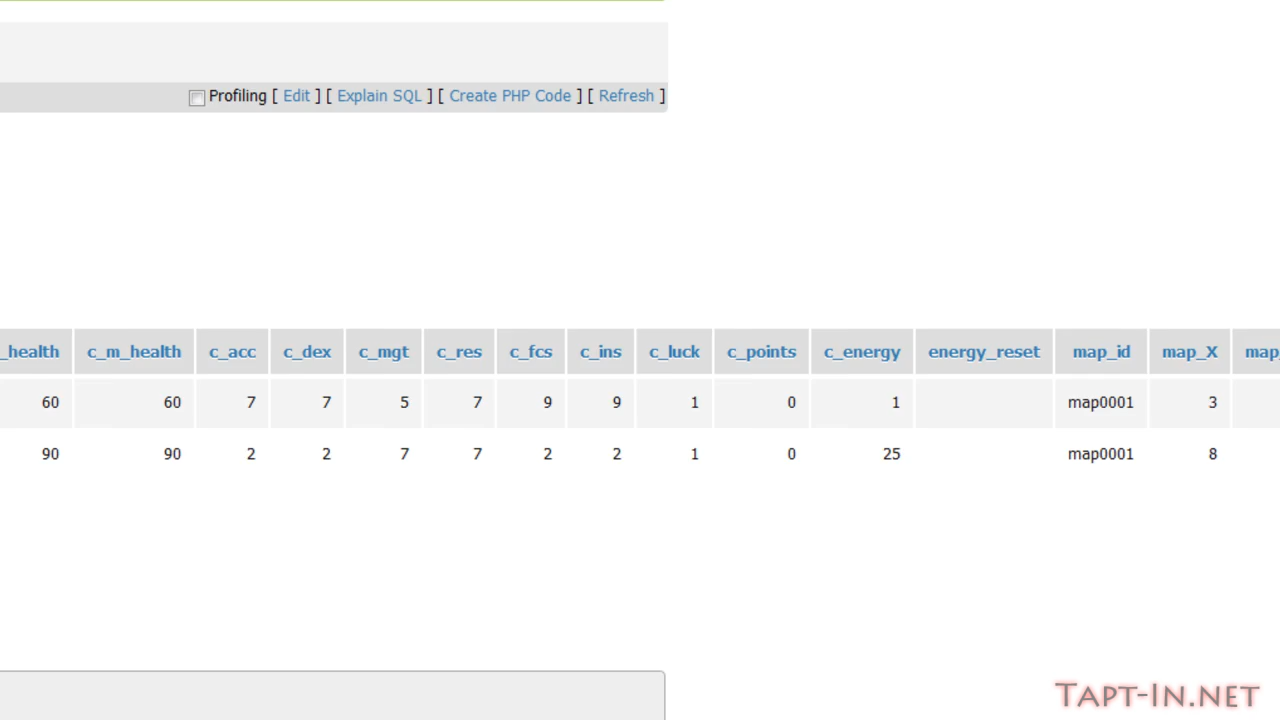 Profiling [ Edit ] [ Explain SQL ] [ Create PHP Code ] [ Refresh ]
_health c_m_health c_acc c_dex c_mgt c_res c_fcs c_ins c_luck c_points c_energy energy_reset map_id map_X map
60 60 7 7 5 7 9 9 1 0 1 map0001 3
90 90 2 2 7 7 2 2 1 0 25 map0001 8
Tapt-In.net